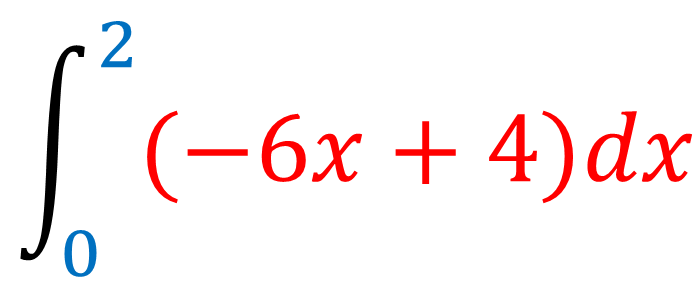 ∫₀² (−6x + 4)dx